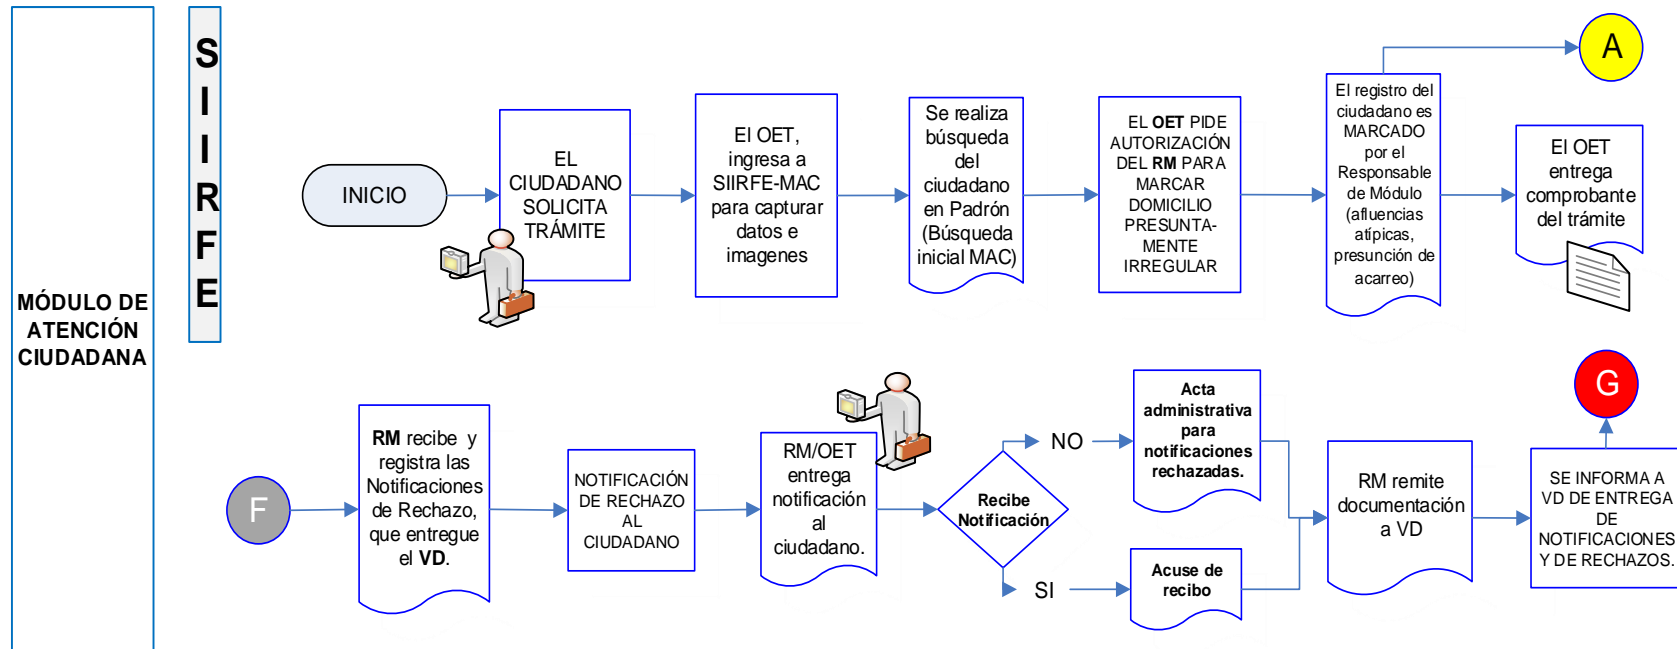 MÓDULO DE
ATENCIÓN
CIUDADANA
S
I
I
R
F
E
INICIO
EL
CIUDADANO
SOLICITA
TRÁMITE
El OET,
ingresa a
SIIRFE-MAC
para capturar
datos e
imagenes
Se realiza
búsqueda
del
ciudadano
en Padrón
(Búsqueda
inicial MAC)
EL OET PIDE
AUTORIZACIÓN
DEL RM PARA
MARCAR
DOMICILIO
PRESUNTA-
MENTE
IRREGULAR
El registro del
ciudadano es
MARCADO
por el
Responsable
de Módulo
(afluencias
atípicas,
presunción de
acarreo)
A
El OET
entrega
comprobante
del trámite
F
RM recibe y
registra las
Notificaciones
de Rechazo,
que entregue
el VD.
NOTIFICACIÓN
DE RECHAZO
AL
CIUDADANO
RM/OET
entrega
notificación
al
ciudadano.
Recibe
Notificación
NO
Acta
administrativa
para
notificaciones
rechazadas.
SI
Acuse de
recibo
RM remite
documentación
a VD
SE INFORMA A
VD DE ENTREGA
DE
NOTIFICACIONES
Y DE RECHAZOS.
G